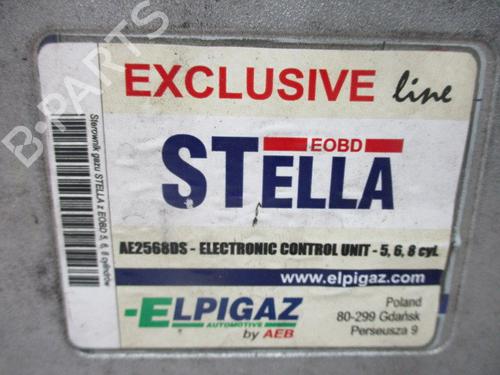 EXCLUSIVE line
EOBD
STELLA
AE2568DS - ELECTRONIC CONTROL UNIT - 5, 6, 8 cyl.
www.elpigaz.com
ELPIGAZ
AUTOMOTIVE
by AEB
Poland
80-299 Gdańsk
Perseusza 9
Sterownik gazu STELLA z EOBD 5, 6, 8 cylindrów
B-PARTS